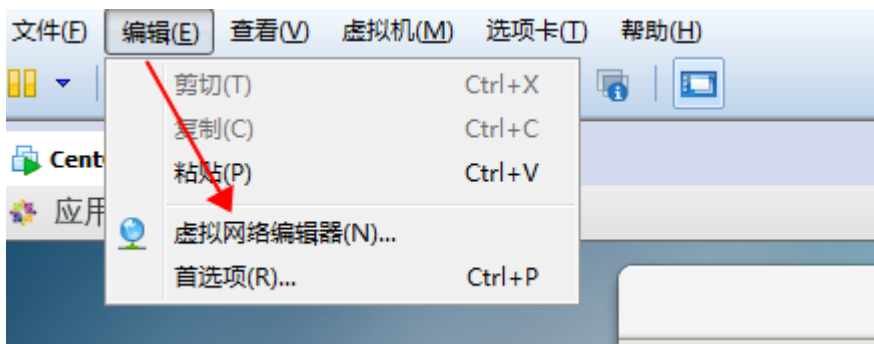 文件(F) 编辑(E) 查看(V) 虚拟机(M) 选项卡(T) 帮助(H)
剪切(T) Ctrl+X
复制(C) Ctrl+C
Cent
粘贴(P) Ctrl+V
应用
虚拟网络编辑器(N)...
首选项(R)... Ctrl+P